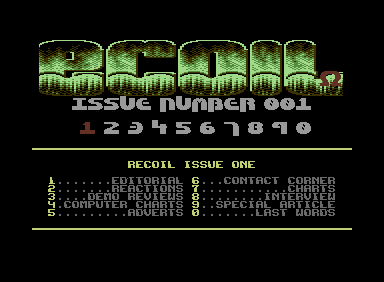 RECOIL
ISSUE NUMBER 001
1 2 3 4 5 6 7 8 9 0
RECOIL ISSUE ONE
1.......EDITORIAL 6...CONTACT CORNER
2.......REACTIONS 7...........CHARTS
3....DEMO REVIEWS 8........INTERVIEW
4.COMPUTER CHARTS 9..SPECIAL ARTICLE
5.........ADVERTS 0.......LAST WORDS